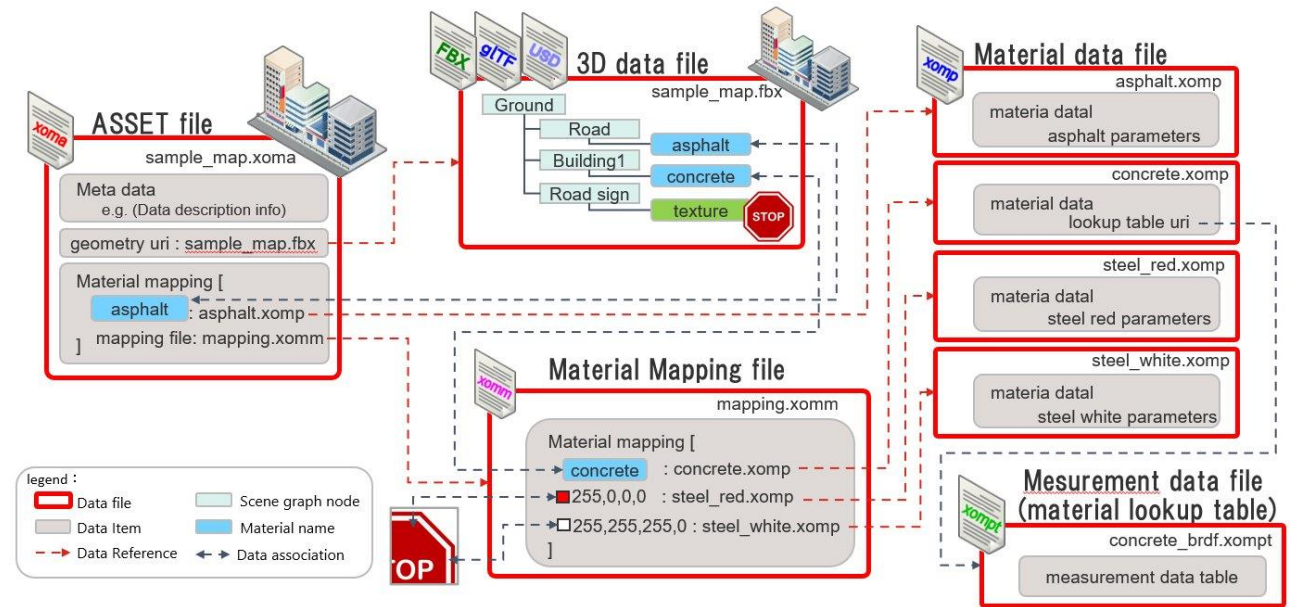 FBX
glTF
USD
3D data file
sample_map.fbx
Ground
Road
asphalt
Building1
concrete
Road sign
texture
STOP
xoma
ASSET file
sample_map.xoma
Meta data
e.g. (Data description info)
geometry uri : sample_map.fbx
Material mapping [
asphalt : asphalt.xomp
mapping file: mapping.xomm
]
xomp
Material data file
asphalt.xomp
materia datal
asphalt parameters
concrete.xomp
material data
lookup table uri
steel_red.xomp
materia datal
steel red parameters
steel_white.xomp
materia datal
steel white parameters
xomm
Material Mapping file
mapping.xomm
Material mapping [
concrete : concrete.xomp
255,0,0,0 : steel_red.xomp
255,255,255,0 : steel_white.xomp
]
TOP
xompt
Mesurement data file
(material lookup table)
concrete_brdf.xompt
measurement data table
legend :
Data file
Scene graph node
Data Item
Material name
Data Reference
Data association